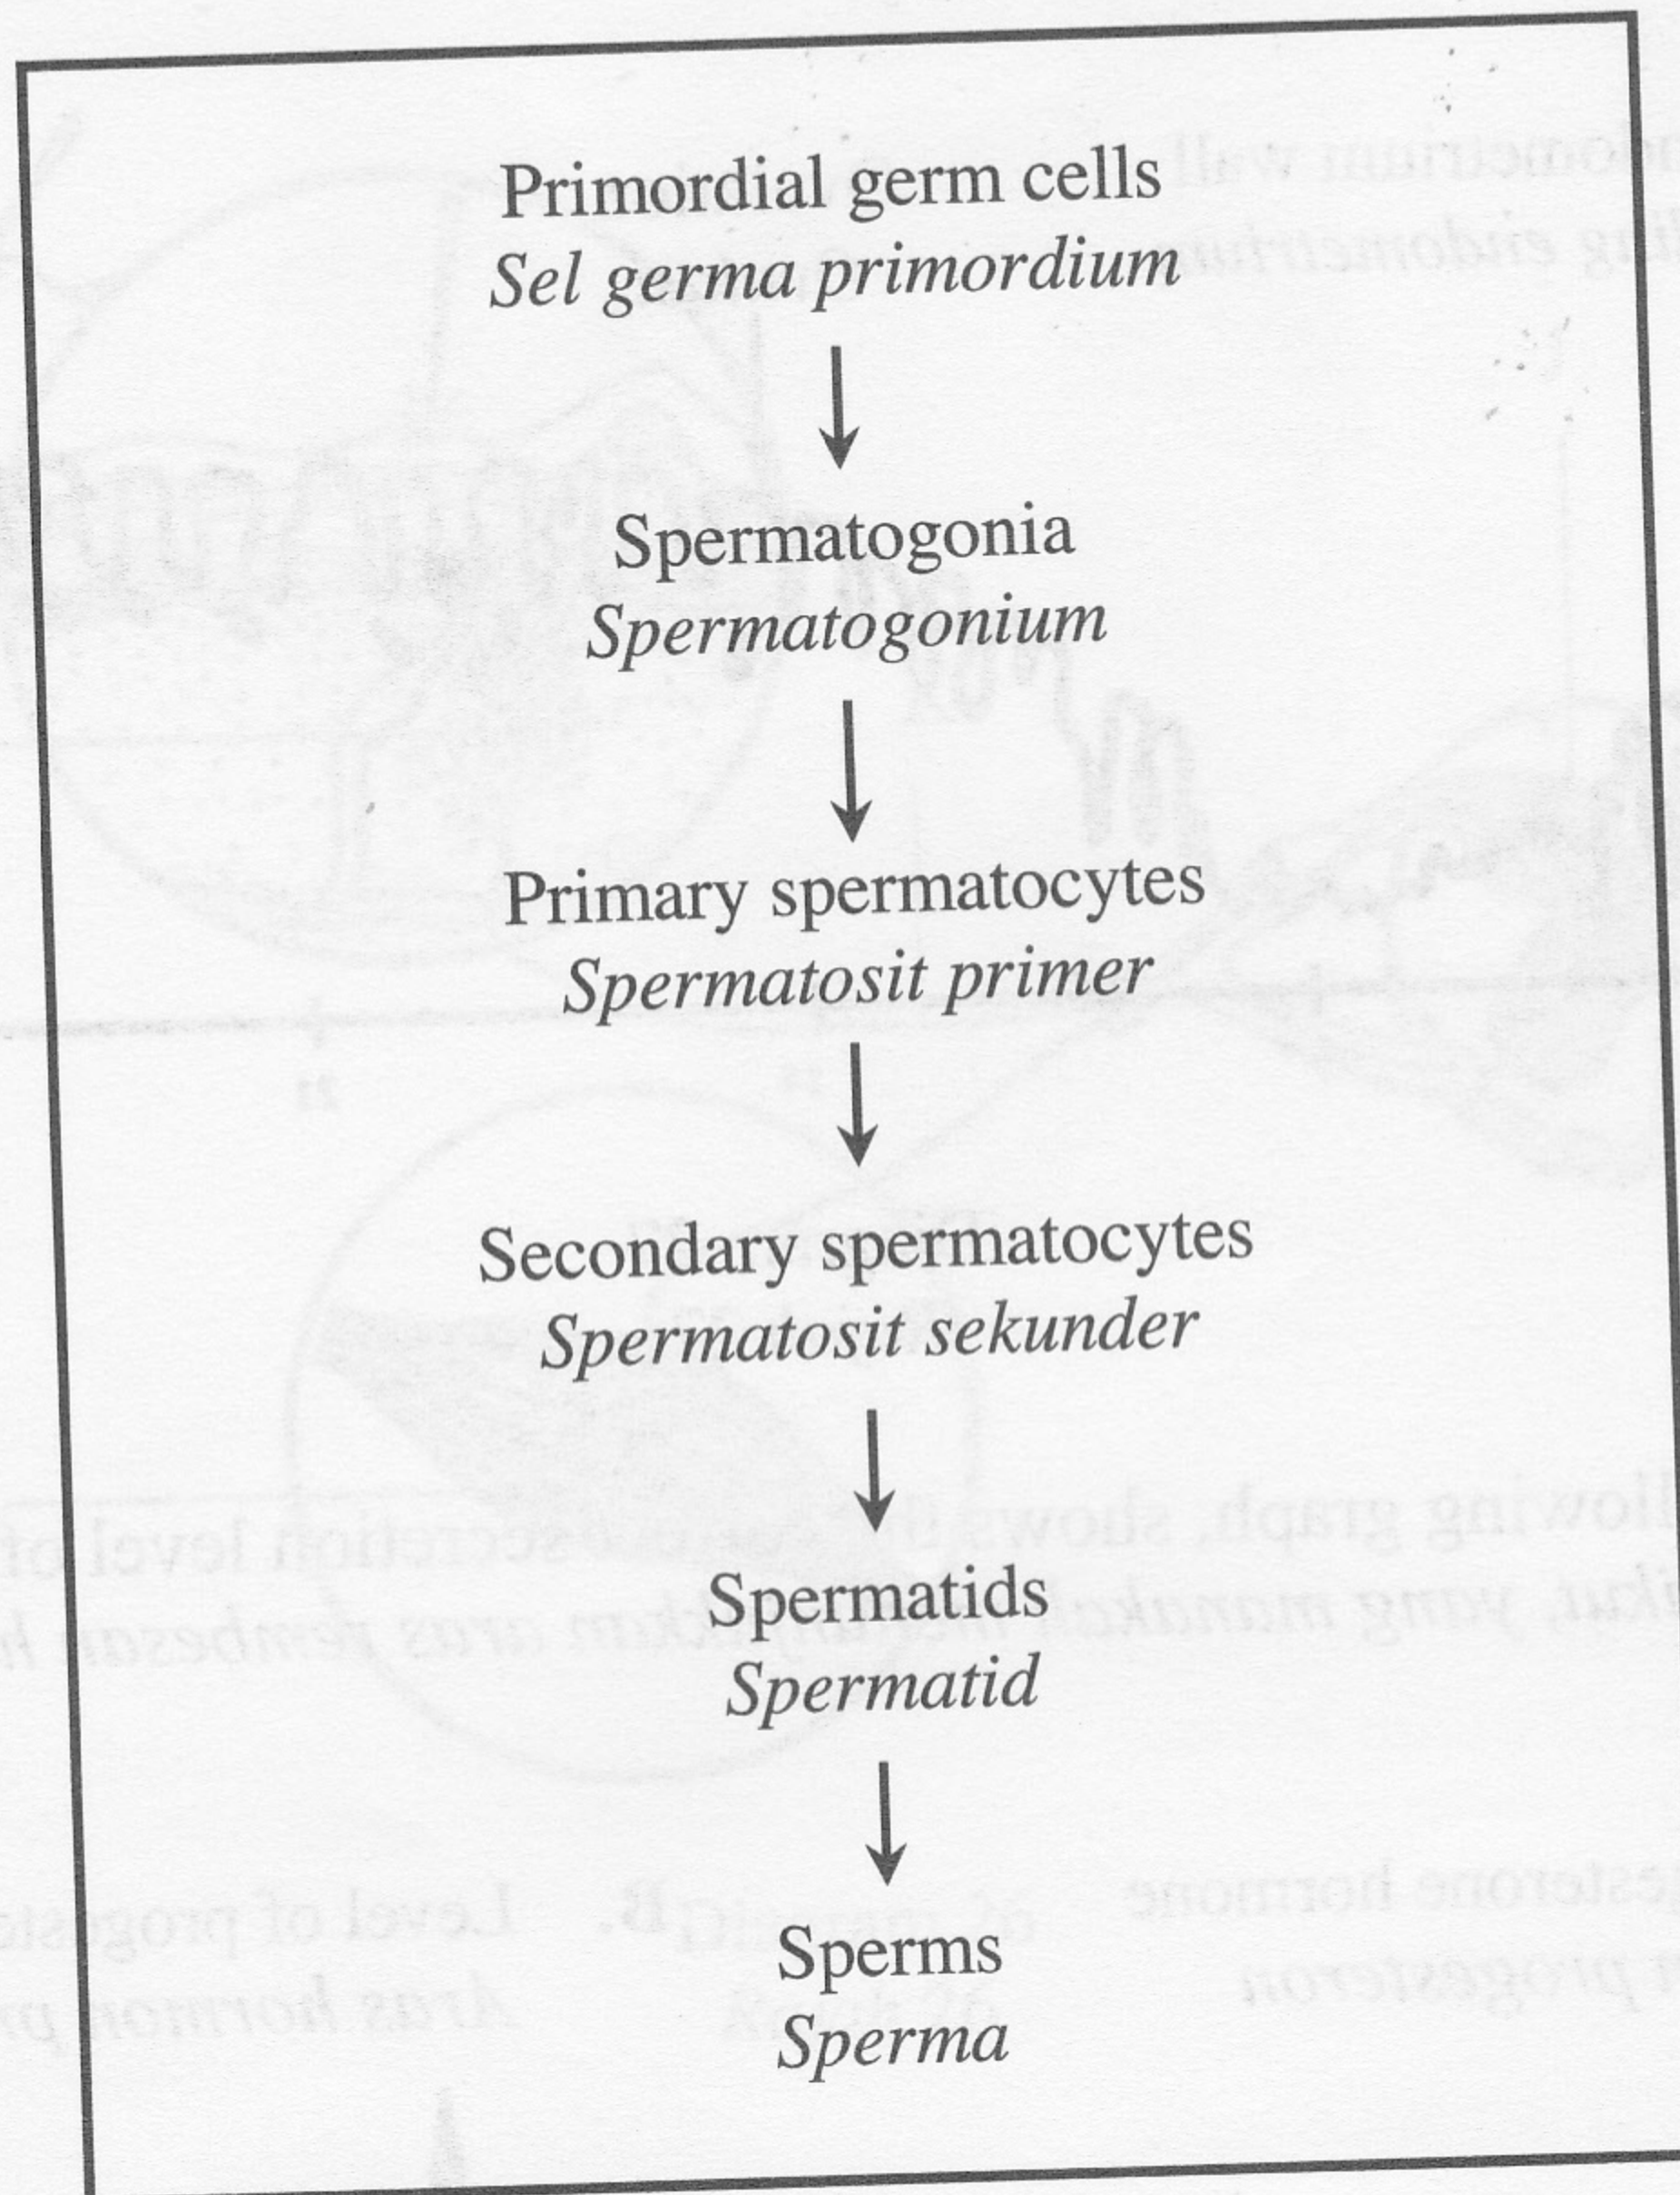 Primordial germ cells
Sel germa primordium
Spermatogonia
Spermatogonium
Primary spermatocytes
Spermatosit primer
Secondary spermatocytes
Spermatosit sekunder
Spermatids
Spermatid
Sperms
Sperma